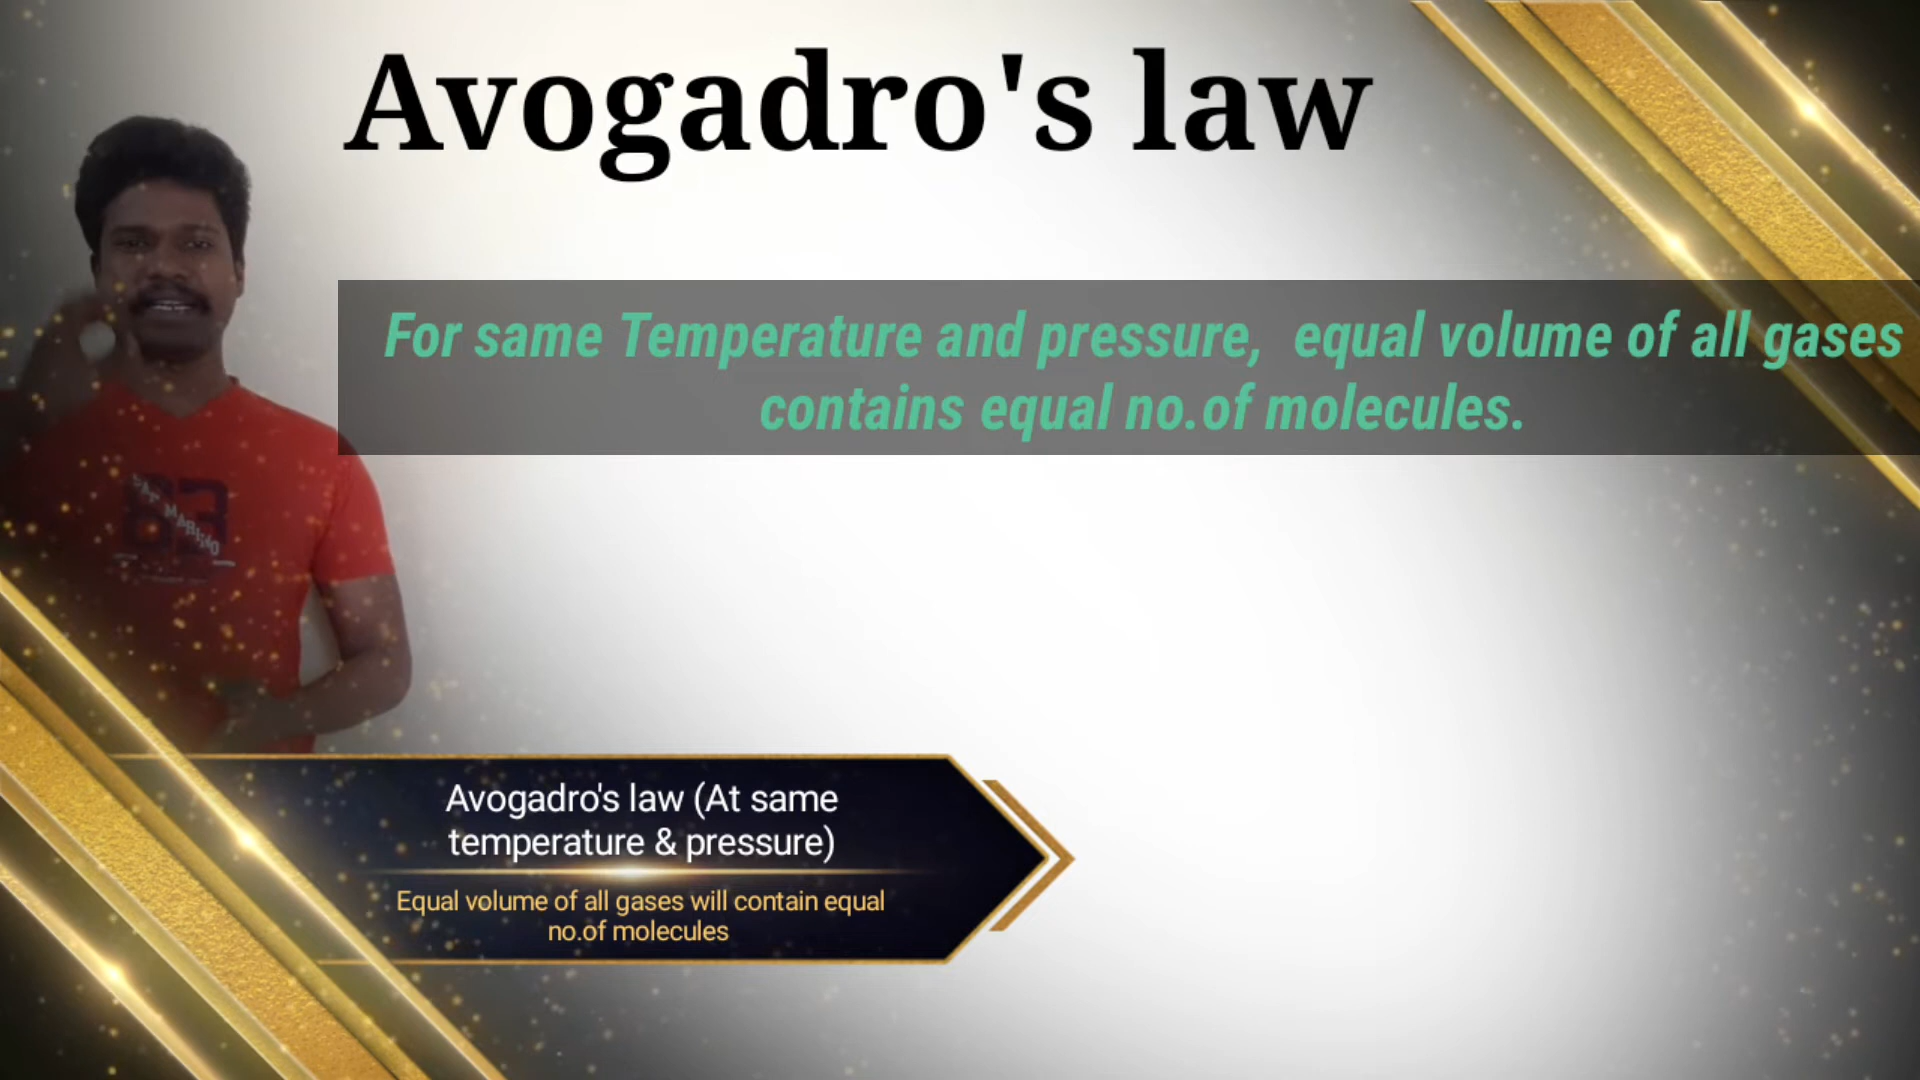 Avogadro's law
For same Temperature and pressure, equal volume of all gases
contains equal no.of molecules.
83
Avogadro's law (At same
temperature & pressure)
Equal volume of all gases will contain equal
no.of molecules